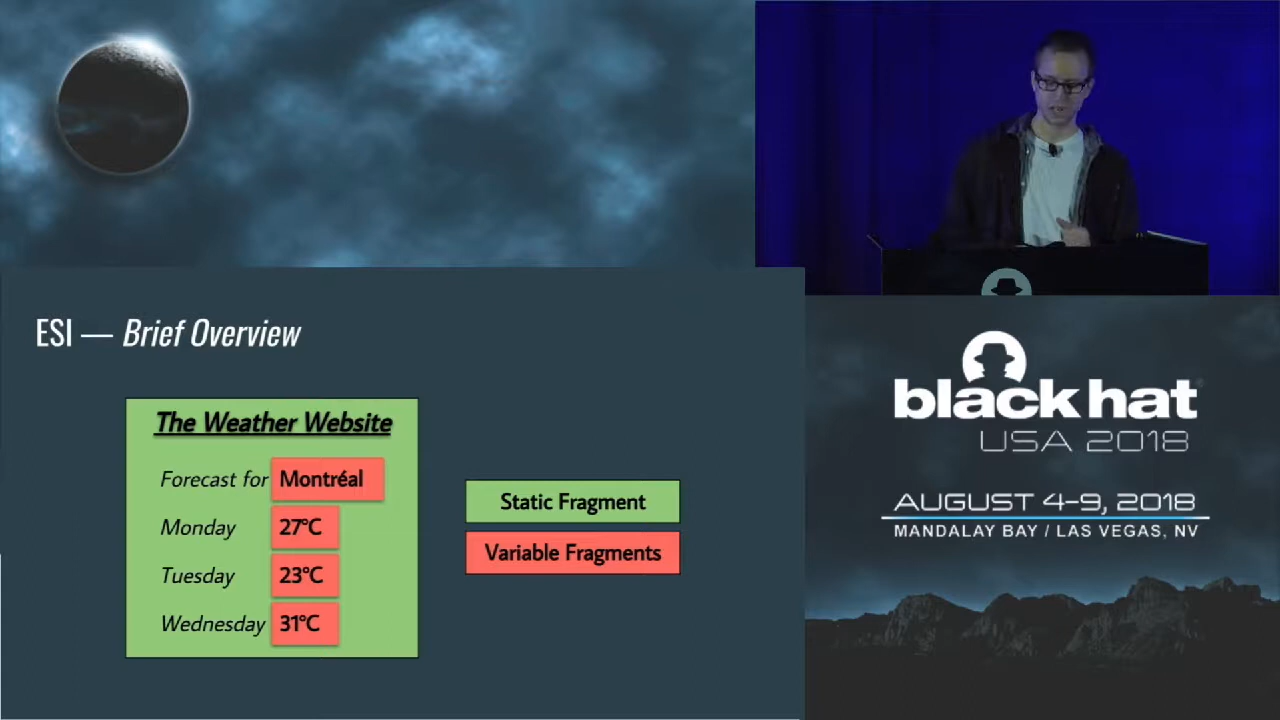 ESI — Brief Overview
The Weather Website
Forecast for Montréal
Monday 27°C
Tuesday 23°C
Wednesday 31°C
Static Fragment
Variable Fragments
black hat
USA 2018
AUGUST 4-9, 2018
MANDALAY BAY / LAS VEGAS, NV